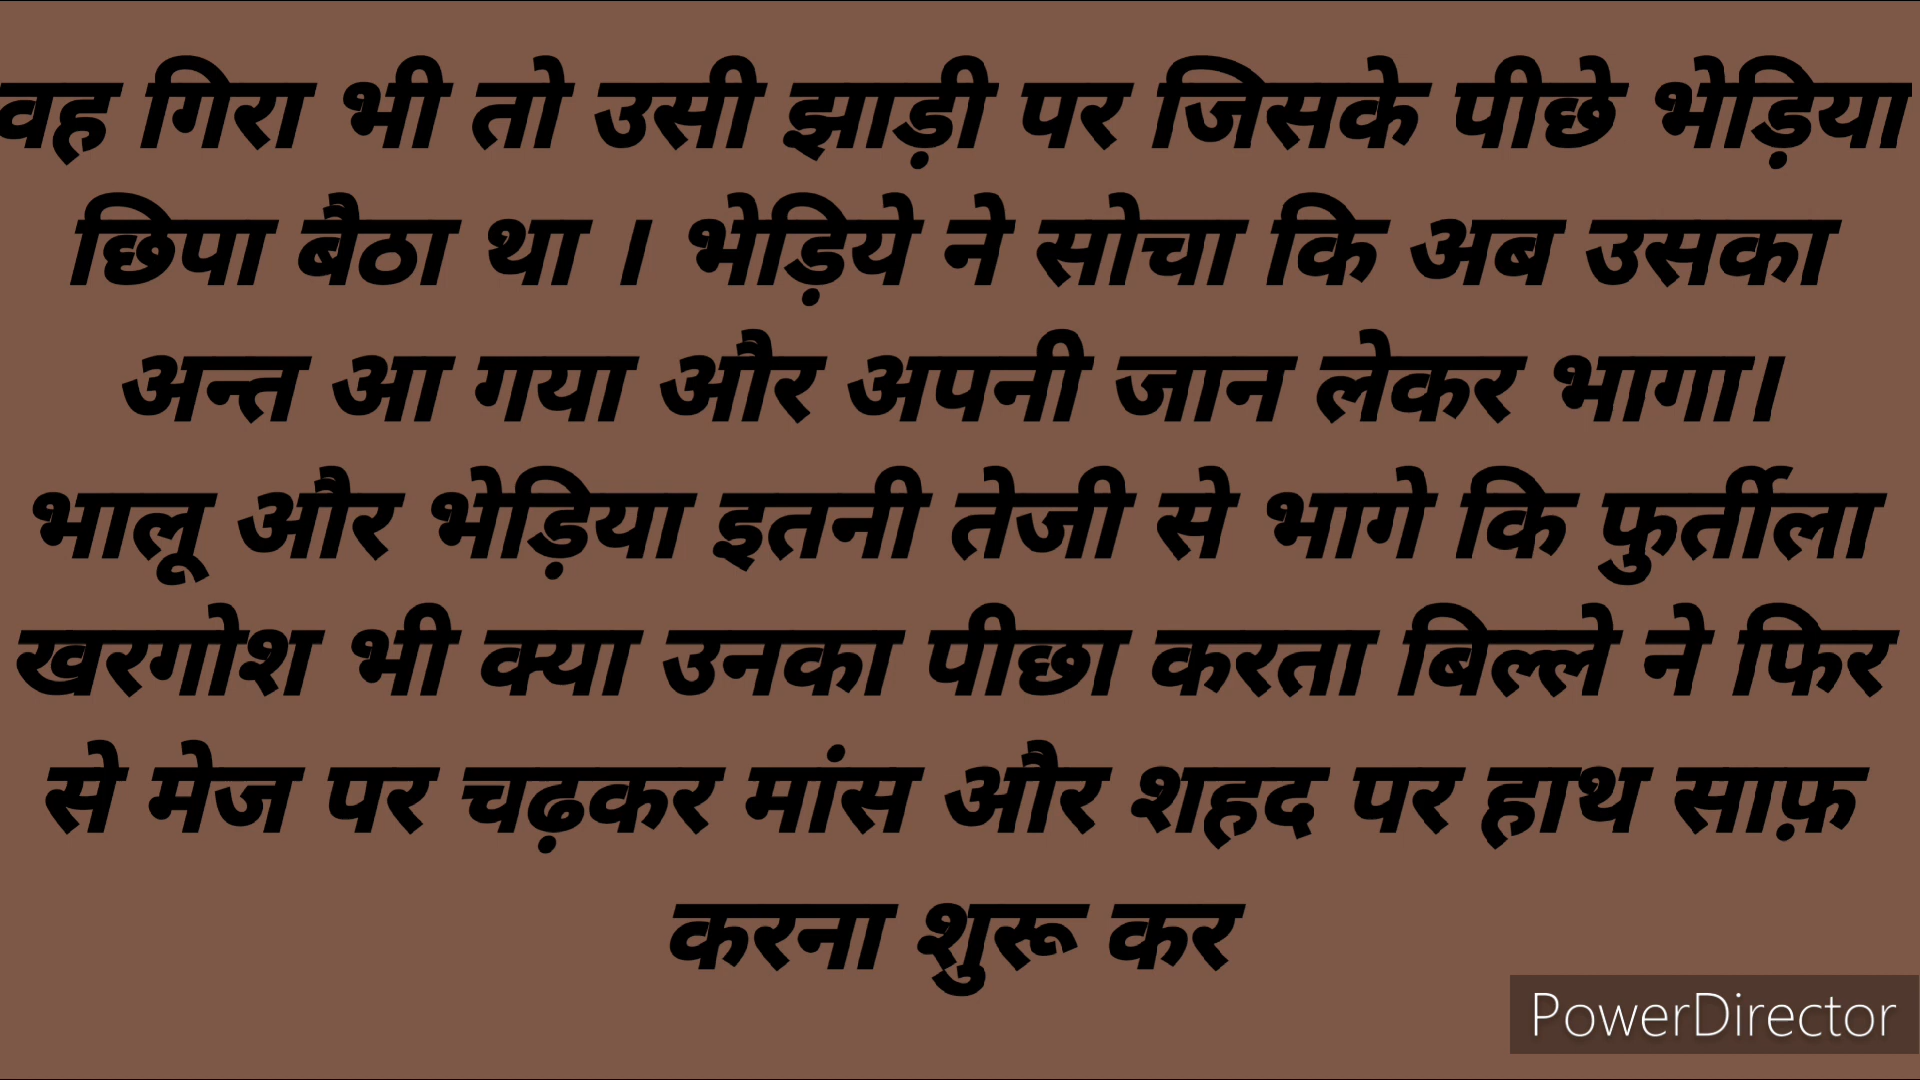 वह गिरा भी तो उसी झाड़ी पर जिसके पीछे भेड़िया
छिपा बैठा था । भेड़िये ने सोचा कि अब उसका
अन्त आ गया और अपनी जान लेकर भागा।
भालू और भेड़िया इतनी तेजी से भागे कि फुर्तीला
खरगोश भी क्या उनका पीछा करता बिल्ले ने फिर
से मेज पर चढ़कर मांस और शहद पर हाथ साफ़
करना शुरू कर
PowerDirector